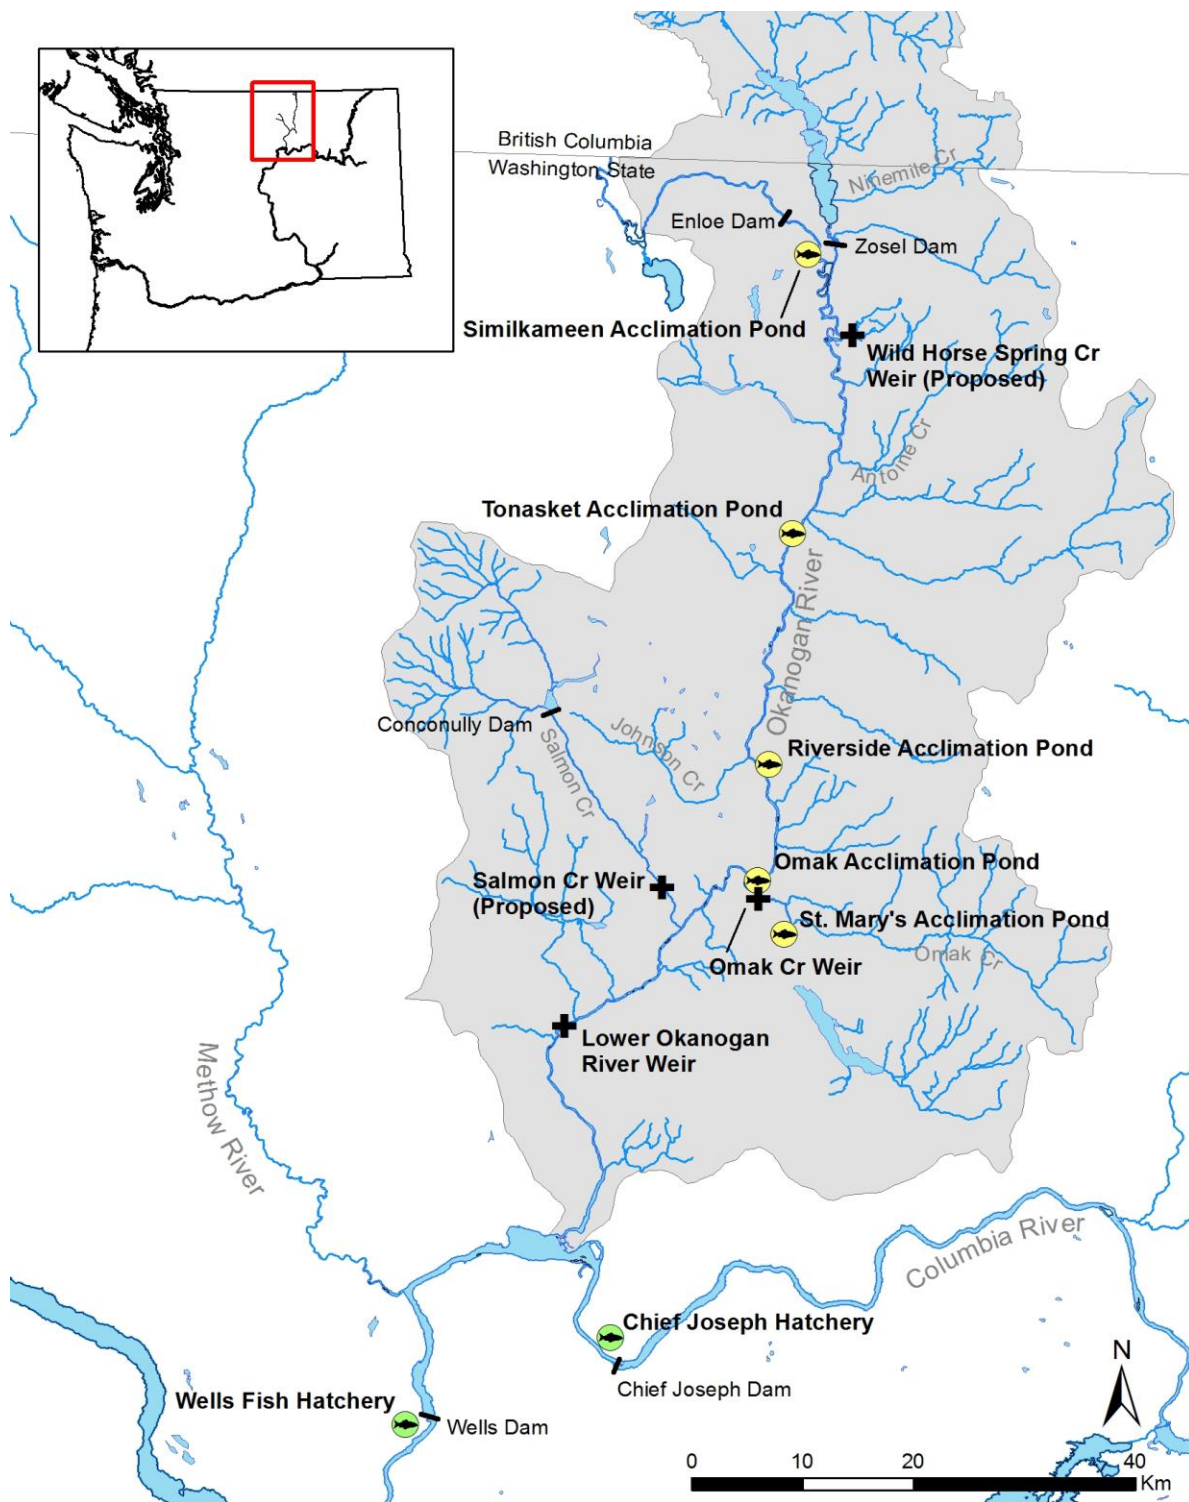 British Columbia
Washington State
Ninemile Cr
Enloe Dam
Zosel Dam
Similkameen Acclimation Pond
Wild Horse Spring Cr
Weir (Proposed)
Antoine Cr
Tonasket Acclimation Pond
Okanogan River
Conconully Dam
Salmon Cr
Johnson Cr
Riverside Acclimation Pond
Omak Acclimation Pond
Salmon Cr Weir
(Proposed)
St. Mary's Acclimation Pond
Omak Cr
Omak Cr Weir
Lower Okanogan
River Weir
Methow River
Columbia River
Chief Joseph Hatchery
Chief Joseph Dam
Wells Fish Hatchery
Wells Dam
N
0 10 20 40
Km